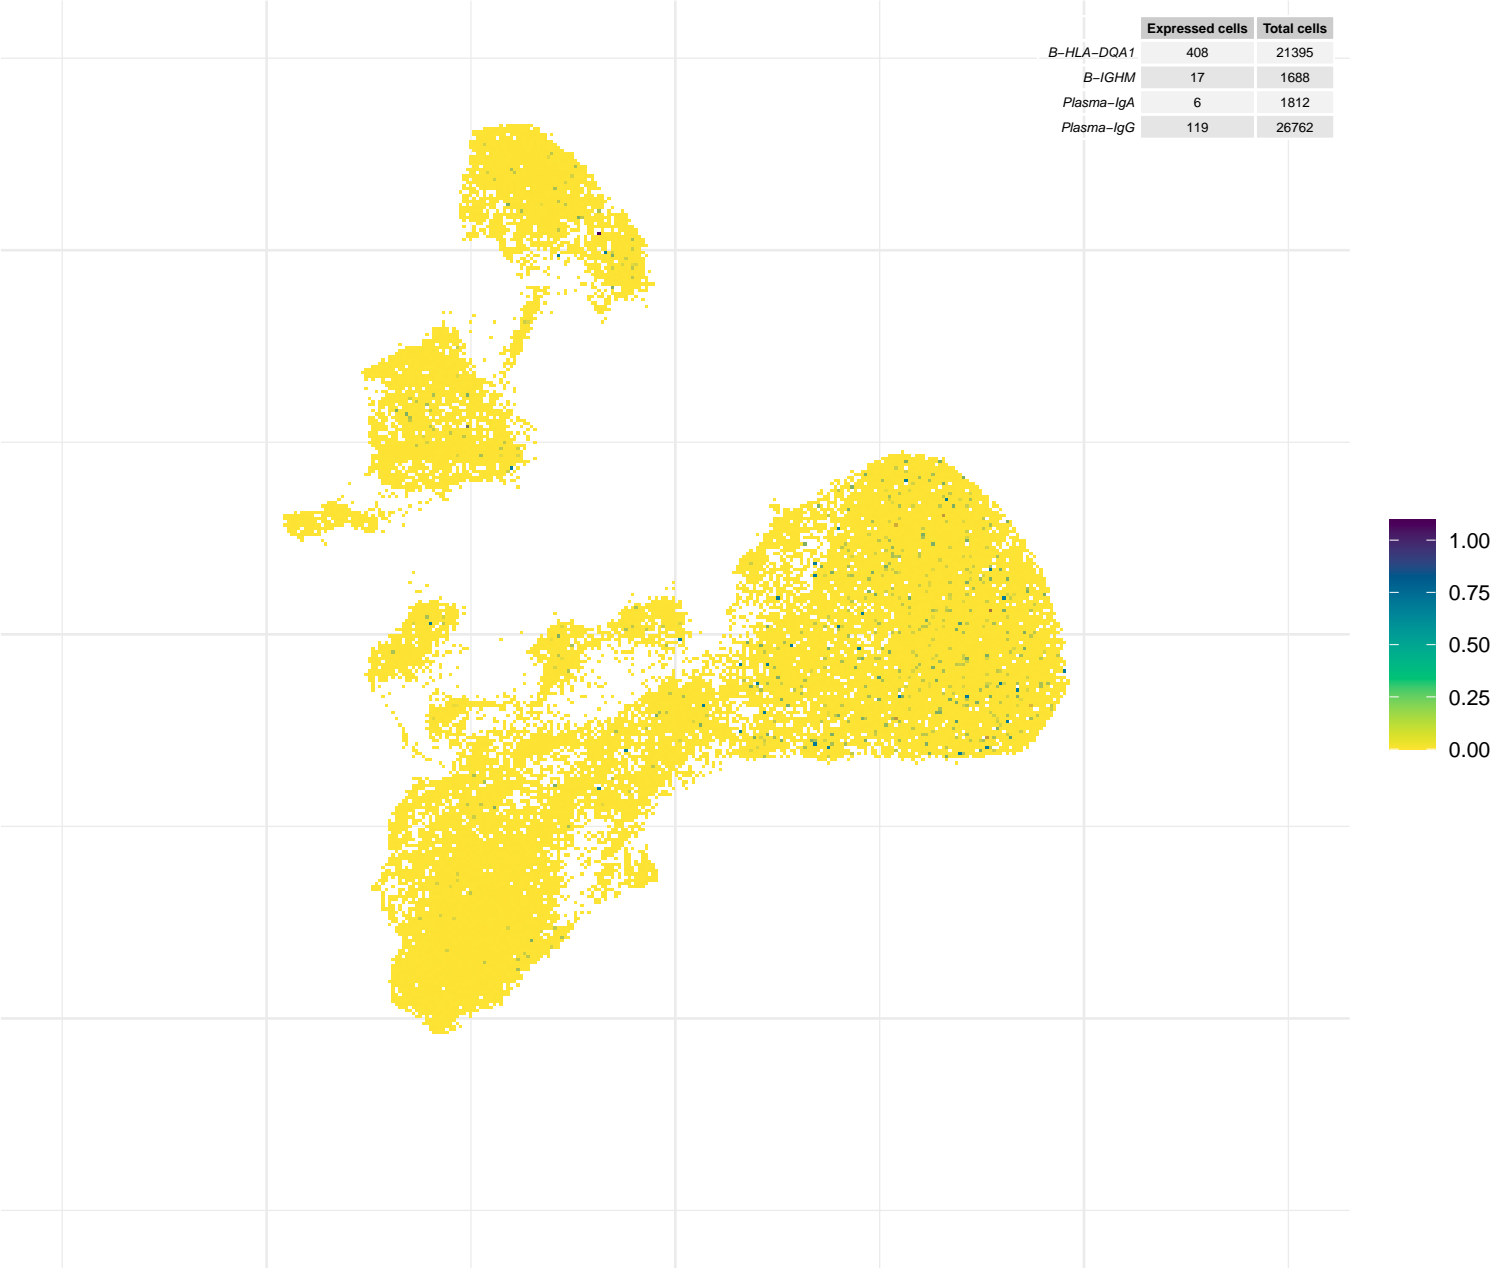 Expressed cells Total cells
B−HLA−DQA1 408 21395
B−IGHM 17 1688
Plasma−IgA 6 1812
Plasma−IgG 119 26762
1.00
0.75
0.50
0.25
0.00